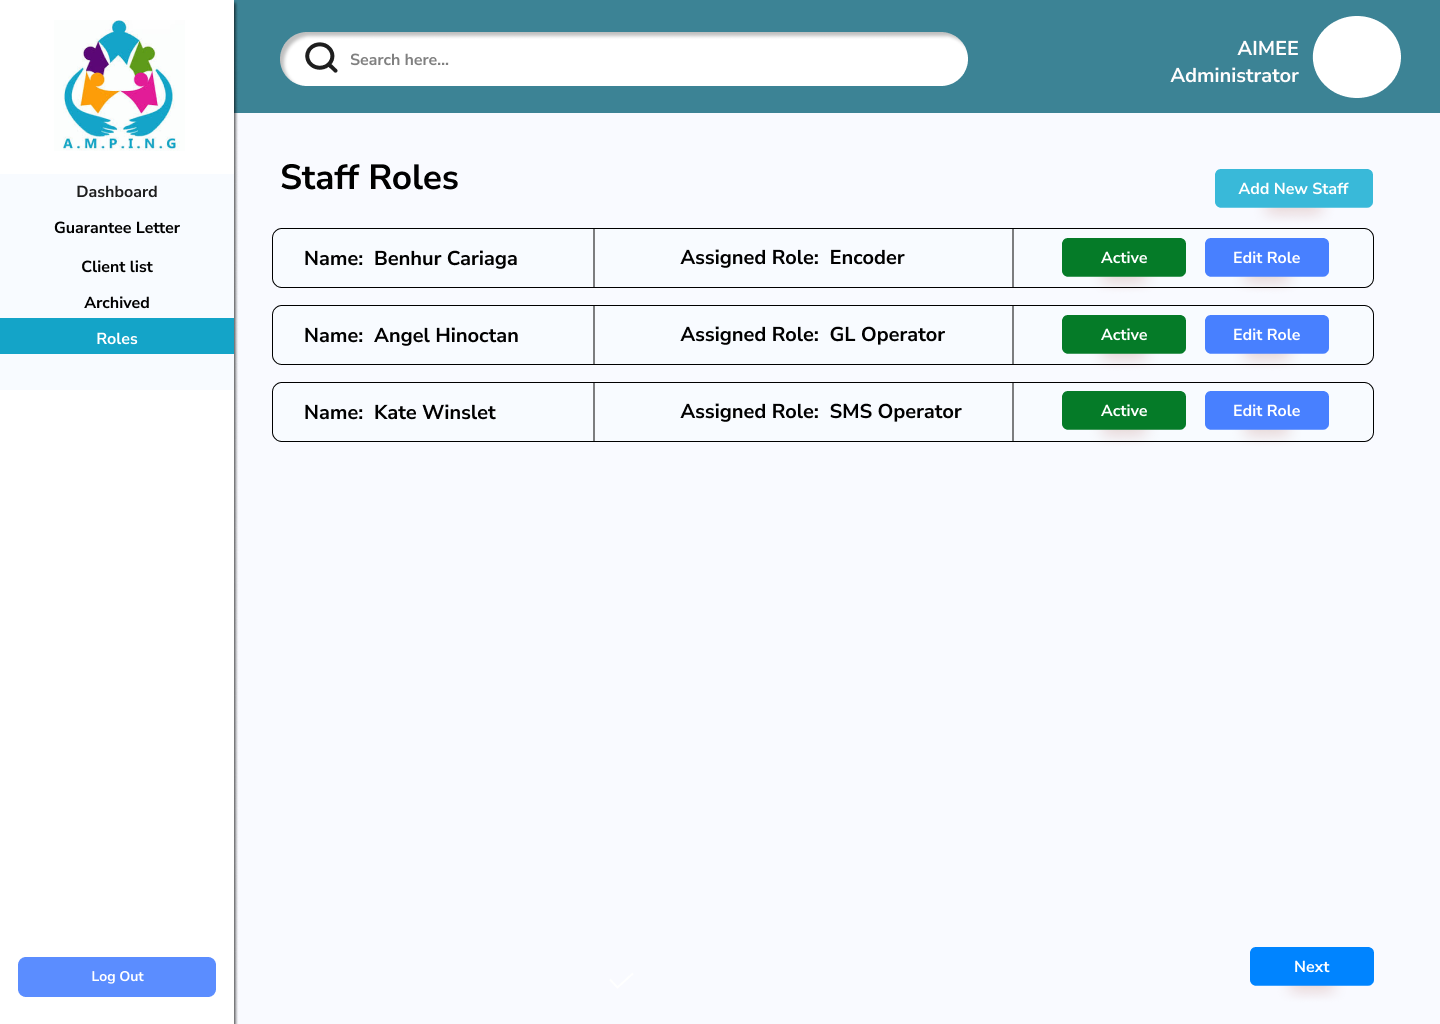 A.M.P.I.N.G
Dashboard
Guarantee Letter
Client list
Archived
Roles
Log Out
Search here...
AIMEE
Administrator
Staff Roles
Add New Staff
Name: Benhur Cariaga Assigned Role: Encoder Active Edit Role
Name: Angel Hinoctan Assigned Role: GL Operator Active Edit Role
Name: Kate Winslet Assigned Role: SMS Operator Active Edit Role
Next